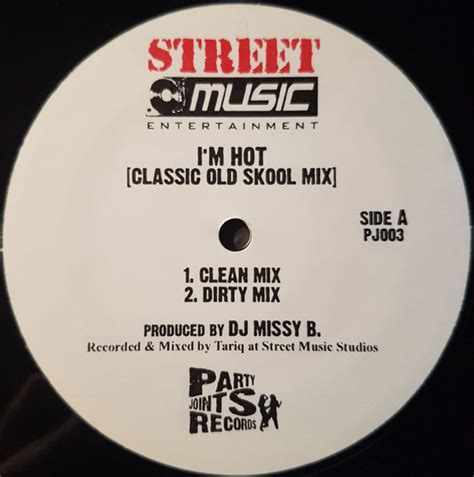 STREET
MUSIC
ENTERTAINMENT
I'M HOT
[CLASSIC OLD SKOOL MIX]
SIDE A
PJ003
1. CLEAN MIX
2. DIRTY MIX
PRODUCED BY DJ MISSY B.
Recorded & Mixed by Tariq at Street Music Studios
PARTY
JOINTS
RECORDS